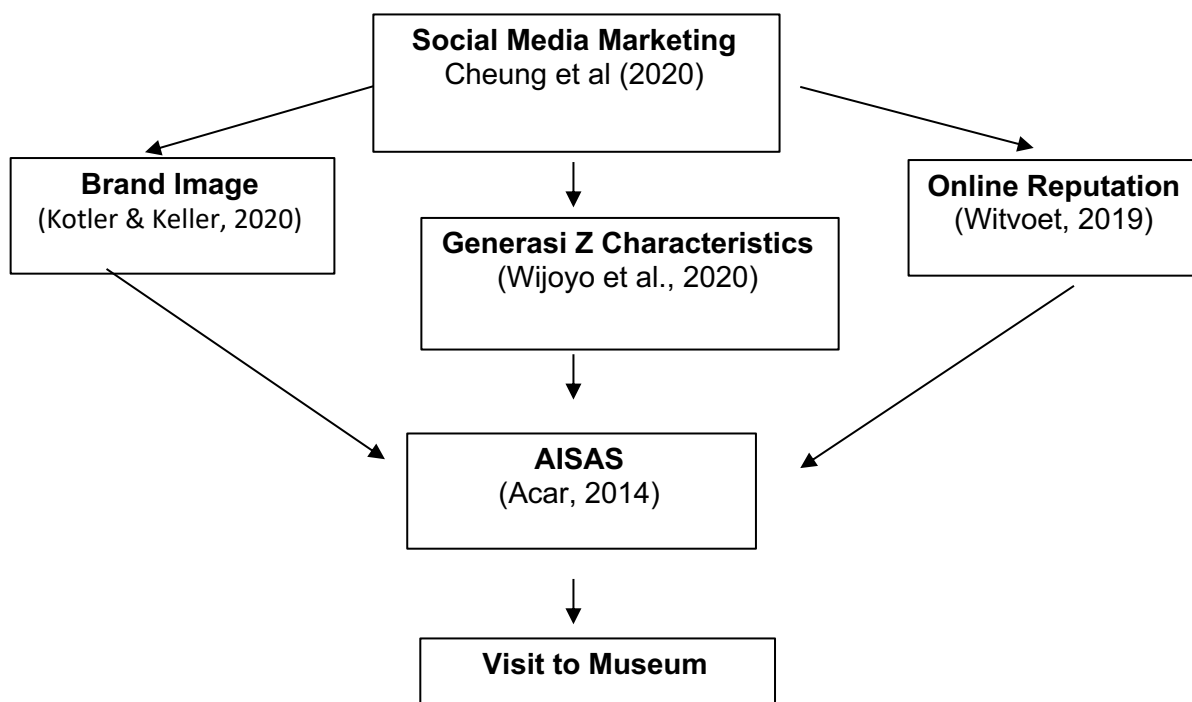 Social Media Marketing
Cheung et al (2020)
Brand Image
(Kotler & Keller, 2020)
Online Reputation
(Witvoet, 2019)
Generasi Z Characteristics
(Wijoyo et al., 2020)
AISAS
(Acar, 2014)
Visit to Museum